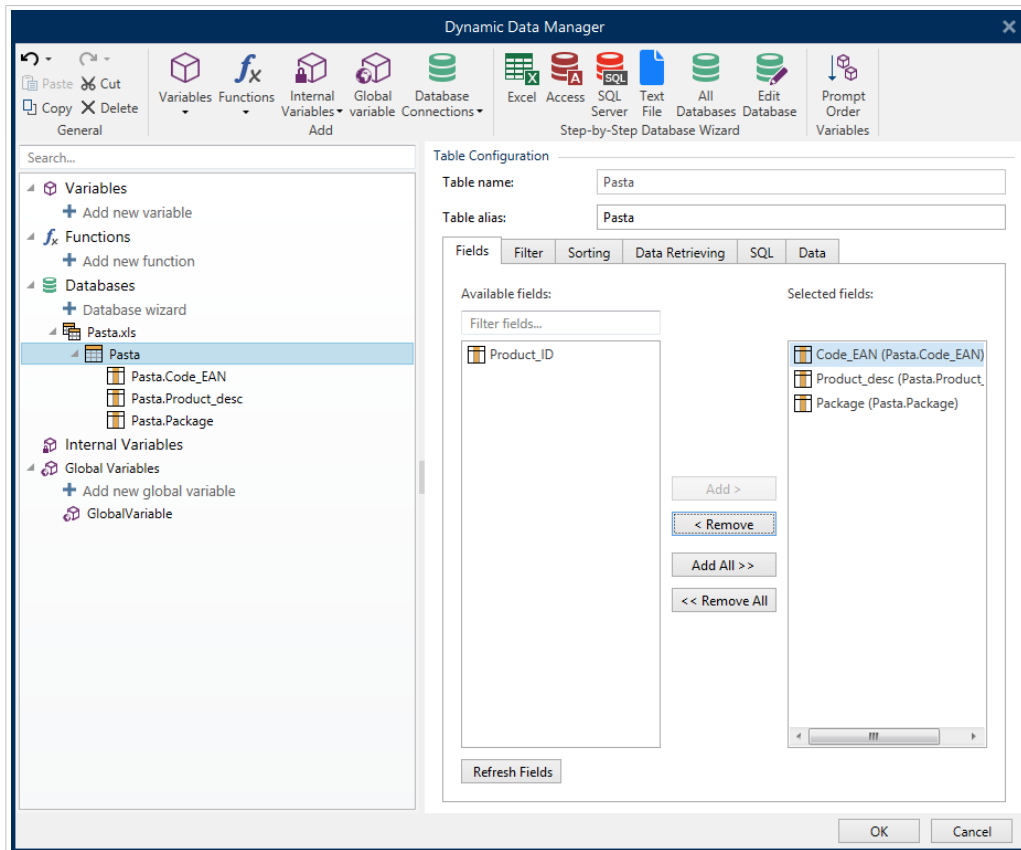 Dynamic Data Manager
Paste Cut
Copy Delete
General
Variables Functions Internal Variables Global variable Database Connections
Add
Excel Access SQL Server Text File All Databases Edit Database
Step-by-Step Database Wizard
Prompt Order
Variables
Search...
Variables
Add new variable
Functions
Add new function
Databases
Database wizard
Pasta.xls
Pasta
Pasta.Code_EAN
Pasta.Product_desc
Pasta.Package
Internal Variables
Global Variables
Add new global variable
GlobalVariable
Table Configuration
Table name: Pasta
Table alias: Pasta
Fields Filter Sorting Data Retrieving SQL Data
Available fields: Selected fields:
Filter fields...
Product_ID
Code_EAN (Pasta.Code_EAN)
Product_desc (Pasta.Product_
Package (Pasta.Package)
Add >
< Remove
Add All >>
<< Remove All
Refresh Fields
OK Cancel